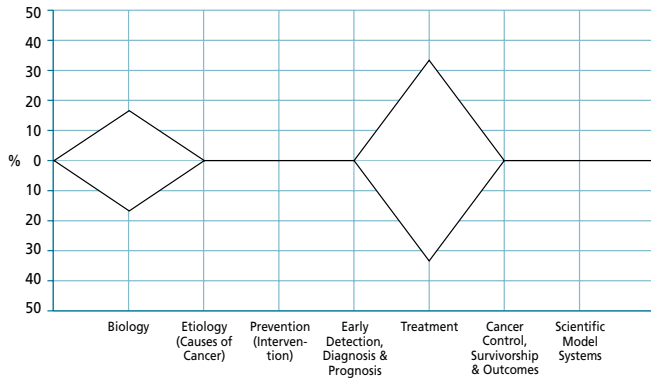 50
40
30
20
10
% 0
10
20
30
40
50
Biology
Etiology
(Causes of
Cancer)
Prevention
(Interven-
tion)
Early
Detection,
Diagnosis &
Prognosis
Treatment
Cancer
Control,
Survivorship
& Outcomes
Scientific
Model
Systems